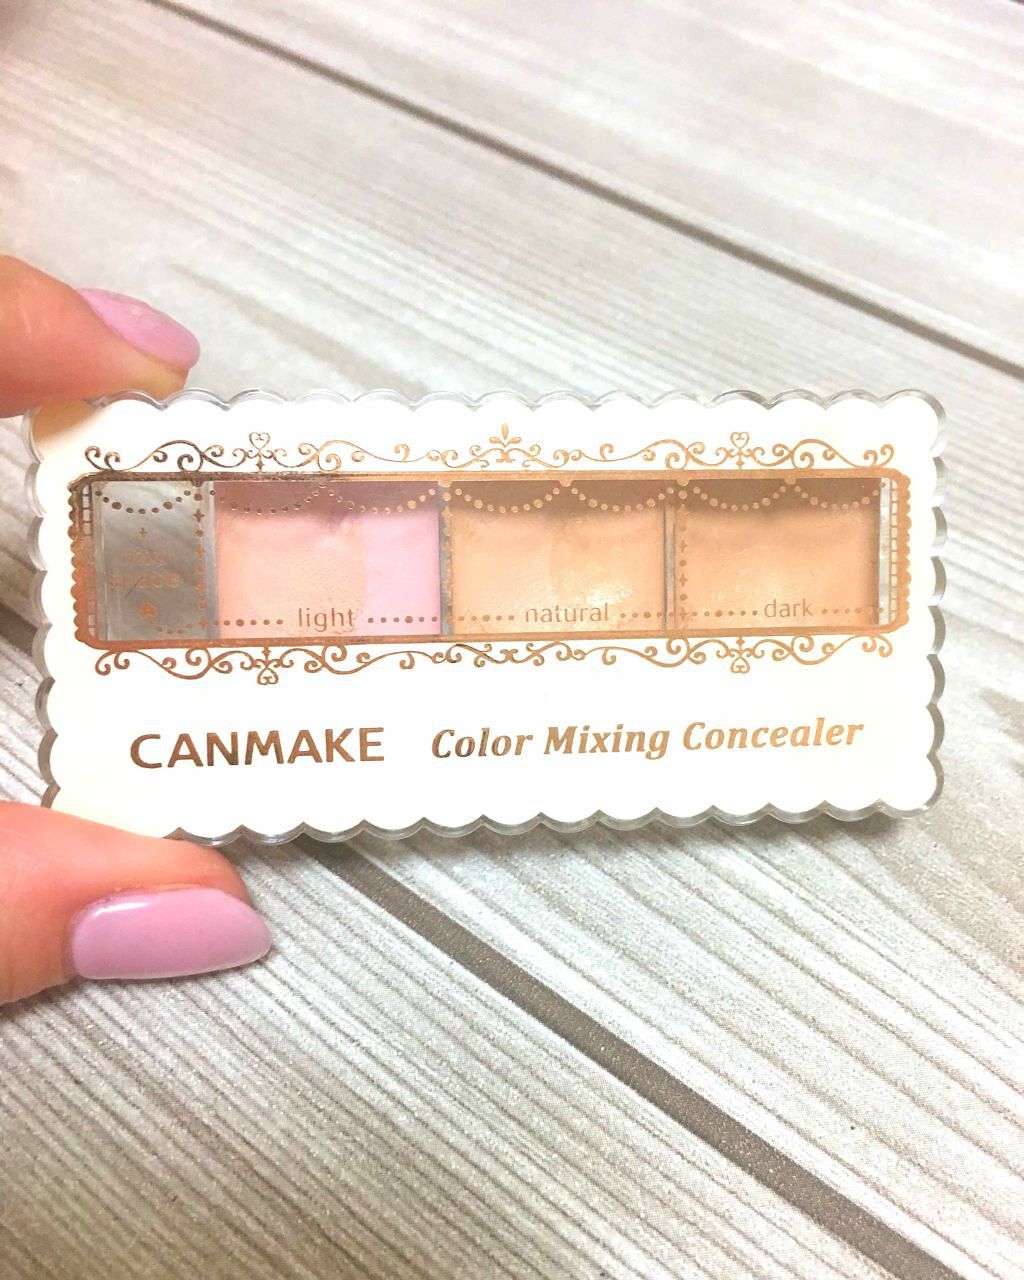 light natural dark
CANMAKE Color Mixing Concealer